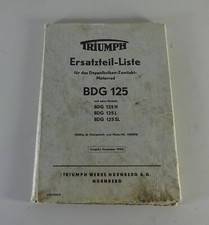 TRIUMPH
Ersatzteil-Liste
für das Doppelkolben-Zweitakt-
Motorrad
BDG 125
BDG 125 H
BDG 125 L
BDG 125 SL
TRIUMPH WERKE NÜRNBERG A. G.
NÜRNBERG